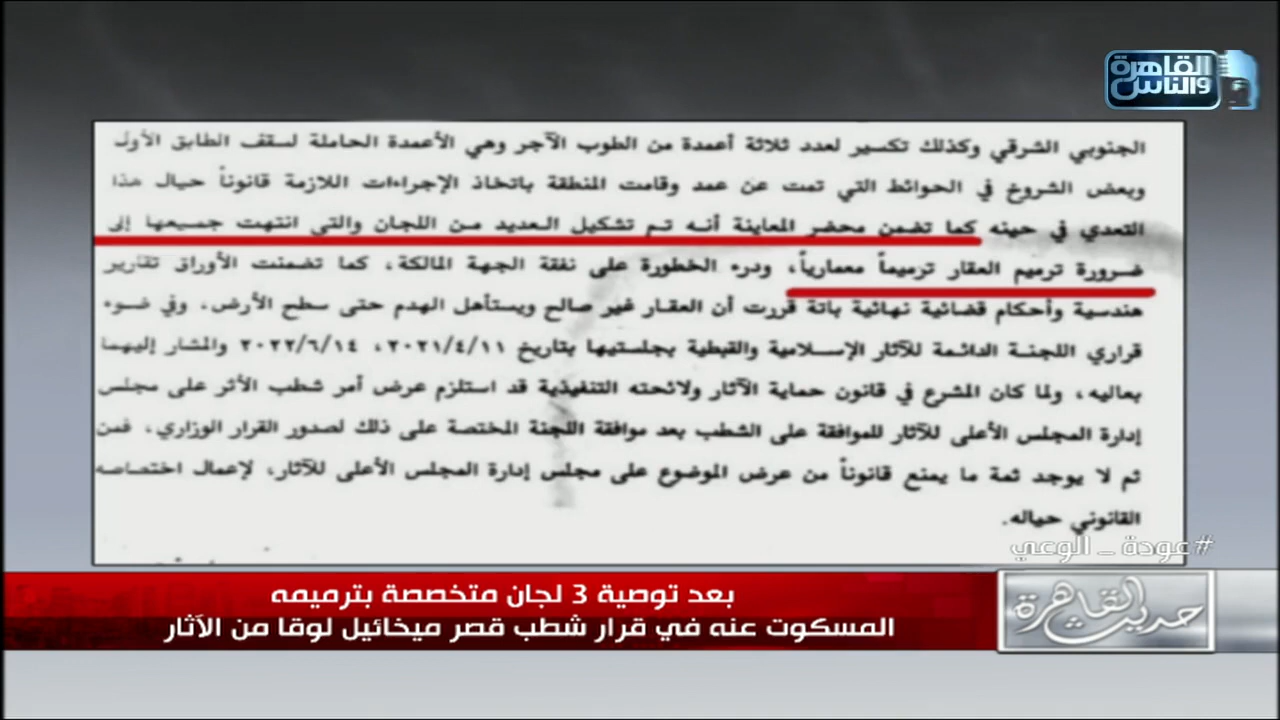 القاهرة
والناس
الجنوبي الشرقي وكذلك تكسير لعدد ثلاثة أعمدة من الطوب الآجر وهي الأعمدة الحاملة لسقف الطابق الأول
وبعض الشروخ في الحوائط التي تمت عن عمد وقامت المنطقة باتخاذ الإجراءات اللازمة قانوناً حيال هذا
التعدي في حينه كما تضمن محضر المعاينة أنه تم تشكيل العديد من اللجان والتي انتهت جميعها إلى
ضرورة ترميم العقار ترميماً معمارياً، ودرء الخطورة على نفقة الجهة المالكة، كما تضمنت الأوراق تقارير
هندسية وأحكام قضائية نهائية باتة قررت أن العقار غير صالح ويستأهل الهدم حتى سطح الأرض. وفي ضوء
قراري اللجنة الدائمة للآثار الإسلامية والقبطية بجلستيها بتاريخ ٢٠٢١/٤/١١، ٢٠٢٢/٦/١٤ والمشار إليهما
بعاليه، ولما كان المشرع في قانون حماية الآثار ولائحته التنفيذية قد استلزم عرض أمر شطب الأثر على مجلس
إدارة المجلس الأعلى للآثار للموافقة على الشطب بعد موافقة اللجنة المختصة على ذلك لصدور القرار الوزاري، فمن
ثم لا يوجد ثمة ما يمنع قانوناً من عرض الموضوع على مجلس إدارة المجلس الأعلى للآثار، لإعمال اختصاصه
القانوني حياله.
#عودة_الوعي
حديث القاهرة
بعد توصية 3 لجان متخصصة بترميمه
المسكوت عنه في قرار شطب قصر ميخائيل لوقا من الآثار